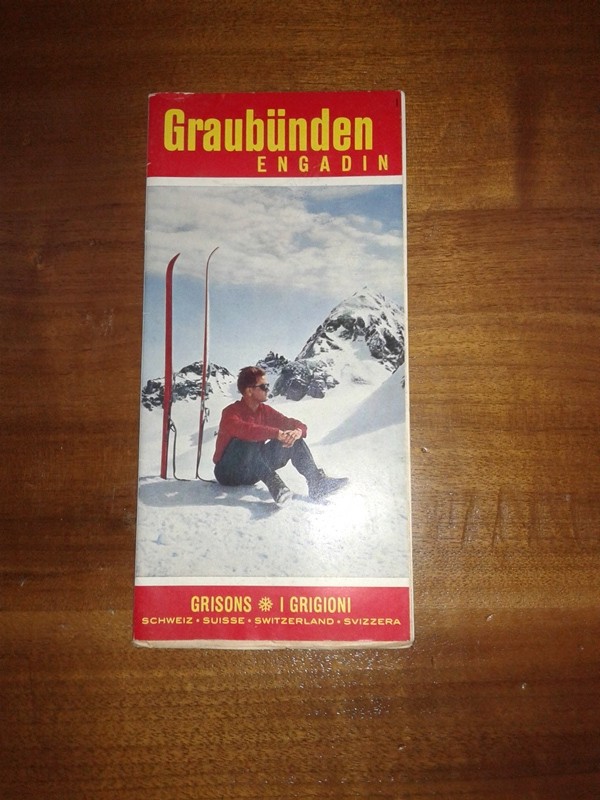 Graubünden
ENGADIN
GRISONS ❄ I GRIGIONI
SCHWEIZ • SUISSE • SWITZERLAND • SVIZZERA